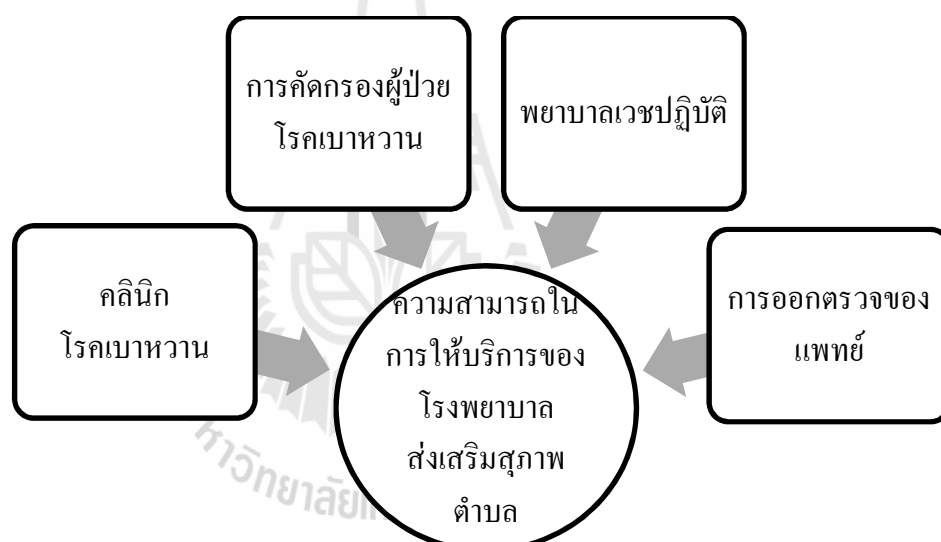 การคัดกรองผู้ป่วย
โรคเบาหวาน
พยาบาลเวชปฏิบัติ
คลินิก
โรคเบาหวาน
ความสามารถใน
การให้บริการของ
โรงพยาบาล
ส่งเสริมสุภาพ
ตำบล
การออกตรวจของ
แพทย์